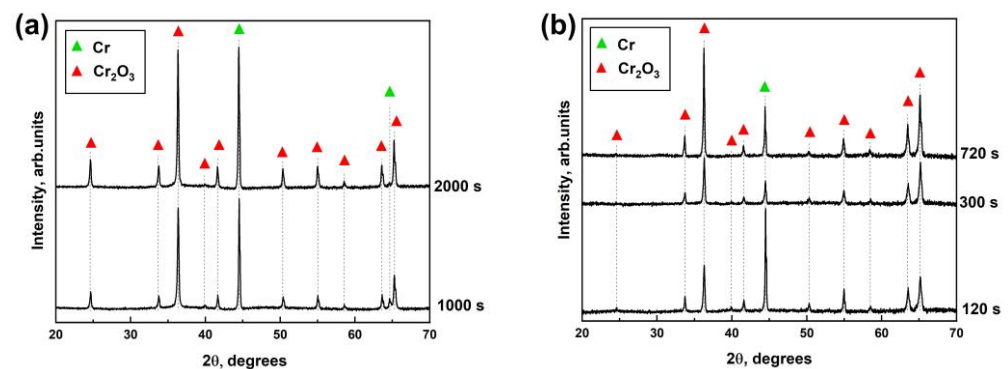 (a)
Cr
Cr₂O₃
Intensity, arb.units
2000 s
1000 s
20 30 40 50 60 70
2θ, degrees
(b)
Cr
Cr₂O₃
Intensity, arb.units
720 s
300 s
120 s
20 30 40 50 60 70
2θ, degrees